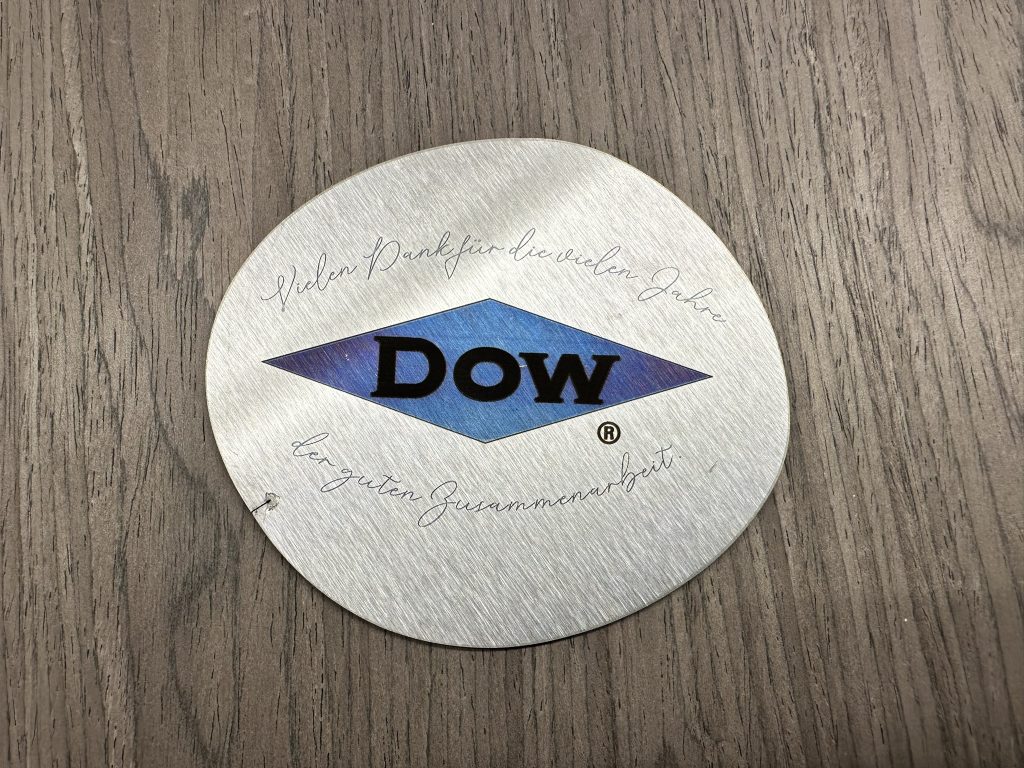 Vielen Dank für die vielen Jahre
DOW
®
der guten Zusammenarbeit.